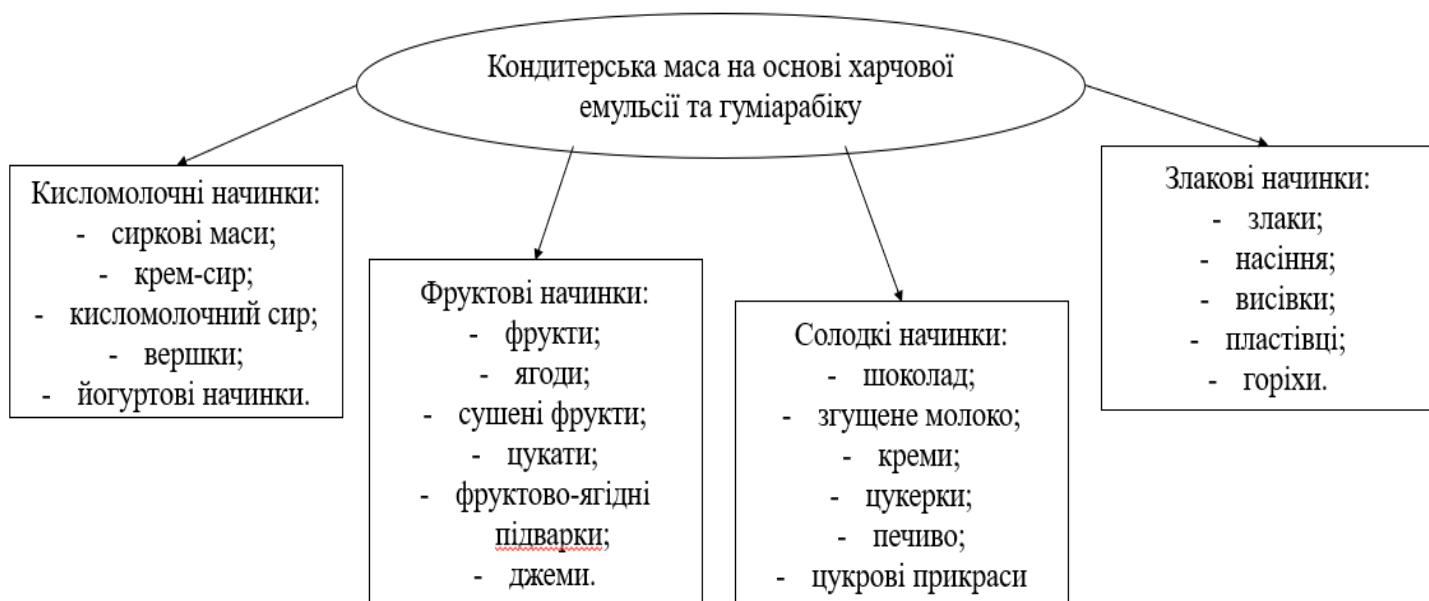 Кондитерська маса на основі харчової
емульсії та гуміарабіку
Кисломолочні начинки:
- сиркові маси;
- крем-сир;
- кисломолочний сир;
- вершки;
- йогуртові начинки.
Фруктові начинки:
- фрукти;
- ягоди;
- сушені фрукти;
- цукати;
- фруктово-ягідні
підварки;
- джеми.
Солодкі начинки:
- шоколад;
- згущене молоко;
- креми;
- цукерки;
- печиво;
- цукрові прикраси
Злакові начинки:
- злаки;
- насіння;
- висівки;
- пластівці;
- горіхи.